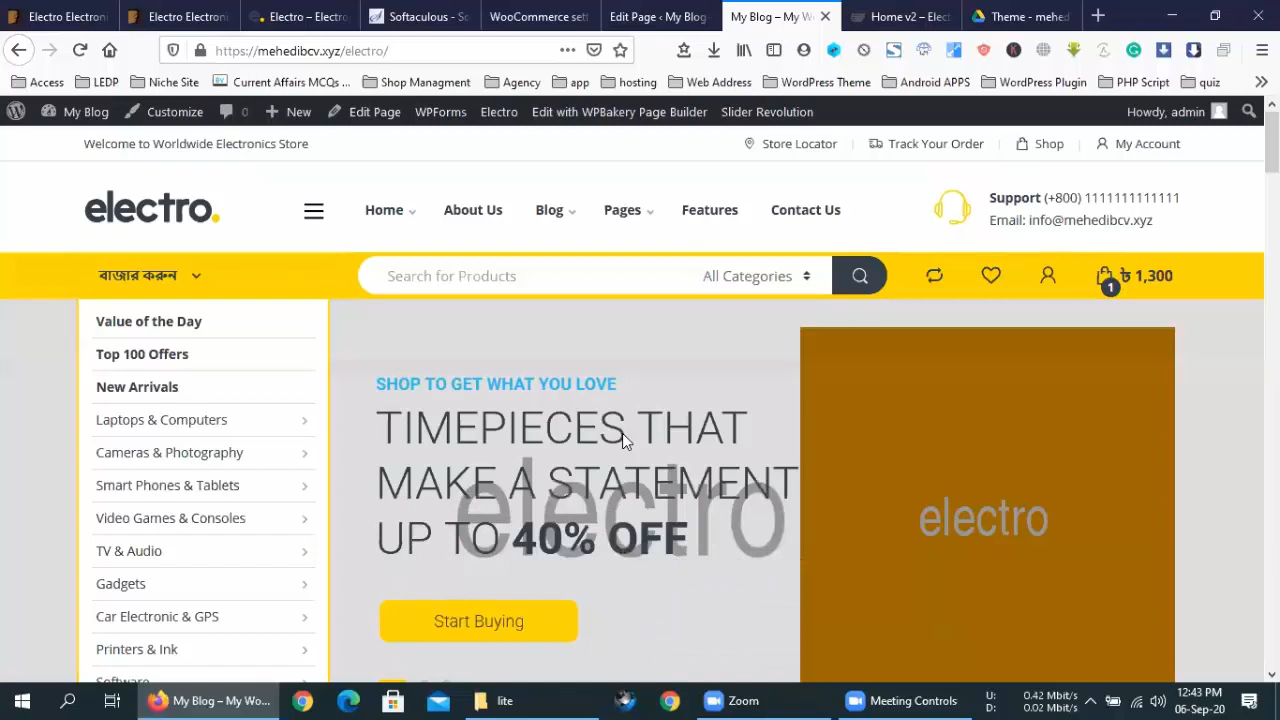 Electro Electroni
Electro Electroni
Electro – Electro
Softaculous - So
WooCommerce sett
Edit Page ‹ My Blog
My Blog – My W
Home v2 – Elect
Theme - mehed
https://mehedibcv.xyz/electro/
Access
LEDP
Niche Site
Current Affairs MCQs ...
Shop Managment
Agency
app
hosting
Web Address
WordPress Theme
Android APPS
WordPress Plugin
PHP Script
quiz
My Blog
Customize
0
New
Edit Page
WPForms
Electro
Edit with WPBakery Page Builder
Slider Revolution
Howdy, admin
Welcome to Worldwide Electronics Store
Store Locator
Track Your Order
Shop
My Account
electro.
Home
About Us
Blog
Pages
Features
Contact Us
Support (+800) 1111111111111
Email: info@mehedibcv.xyz
বাজার করুন
Search for Products
All Categories
1
৳ 1,300
Value of the Day
Top 100 Offers
New Arrivals
Laptops & Computers
Cameras & Photography
Smart Phones & Tablets
Video Games & Consoles
TV & Audio
Gadgets
Car Electronic & GPS
Printers & Ink
SHOP TO GET WHAT YOU LOVE
TIMEPIECES THAT
MAKE A STATEMENT
UP TO 40% OFF
electro
Start Buying
electro
My Blog – My Wo...
lite
Zoom
Meeting Controls
U: 0.42 Mbit/s
D: 0.02 Mbit/s
12:43 PM
06-Sep-20